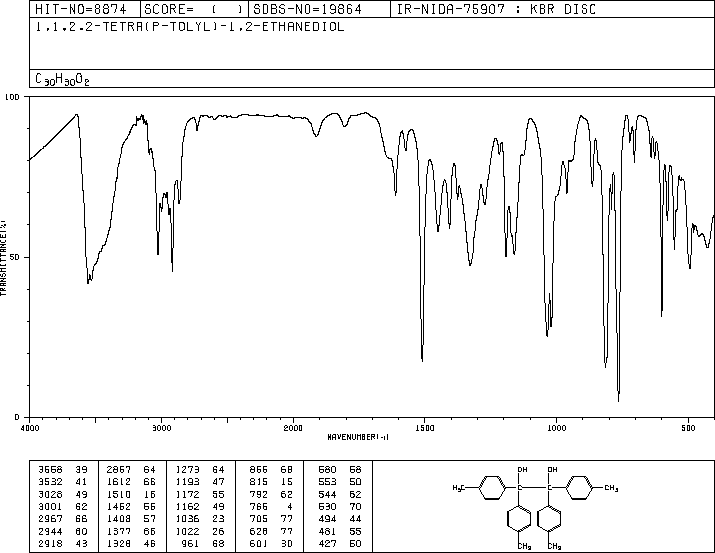 HIT-NO=8874 SCORE= ( ) SDBS-NO=19864 IR-NIDA-75907 : KBR DISC
1,1,2,2-TETRA(P-TOLYL)-1,2-ETHANEDIOL
C30H30O2
100
50
0
TRANSMITTANCE(%)
4000 3000 2000 1500 1000 500
WAVENUMBER(-1)
3558 39 2867 64 1273 64 866 68 580 58
3532 41 1612 66 1193 47 815 15 553 50
3028 49 1510 16 1172 55 792 62 544 62
3001 62 1452 56 1162 49 766 4 530 70
2967 66 1408 57 1036 23 705 77 494 44
2944 60 1377 66 1022 26 628 77 481 55
2918 43 1328 46 961 68 601 30 427 50
OH OH
H3C C C CH3
CH3 CH3